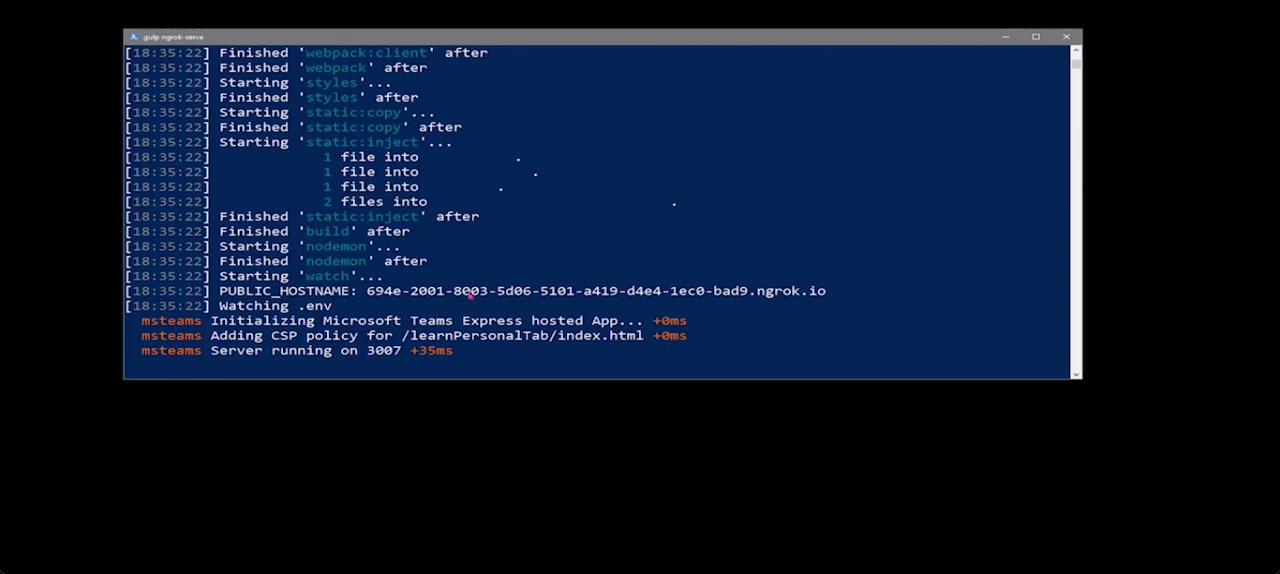 gulp ngrok-serve
[18:35:22] Finished 'webpack:client' after
[18:35:22] Finished 'webpack' after
[18:35:22] Starting 'styles'...
[18:35:22] Finished 'styles' after
[18:35:22] Starting 'static:copy'...
[18:35:22] Finished 'static:copy' after
[18:35:22] Starting 'static:inject'...
[18:35:22] 1 file into .
[18:35:22] 1 file into .
[18:35:22] 1 file into .
[18:35:22] 2 files into .
[18:35:22] Finished 'static:inject' after
[18:35:22] Finished 'build' after
[18:35:22] Starting 'nodemon'...
[18:35:22] Finished 'nodemon' after
[18:35:22] Starting 'watch'...
[18:35:22] PUBLIC_HOSTNAME: 694e-2001-8003-5d06-5101-a419-d4e4-1ec0-bad9.ngrok.io
[18:35:22] Watching .env
msteams Initializing Microsoft Teams Express hosted App... +0ms
msteams Adding CSP policy for /learnPersonalTab/index.html +0ms
msteams Server running on 3007 +35ms